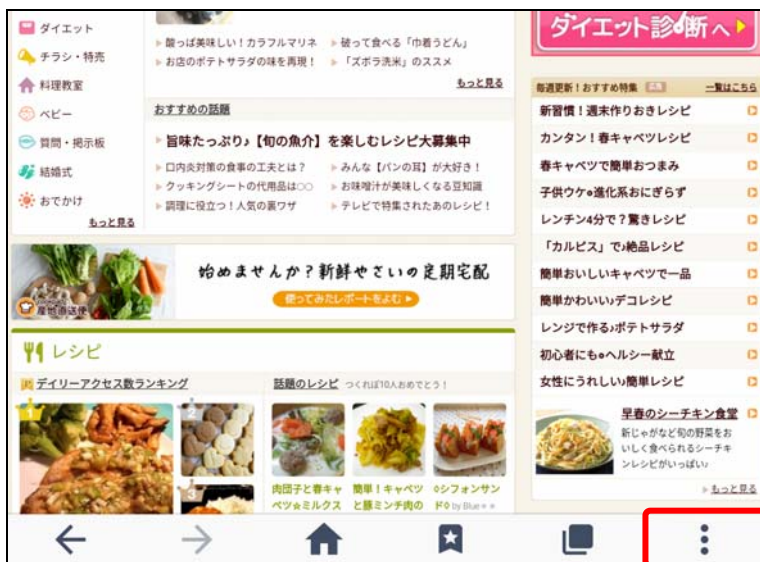 ダイエット
チラシ・特売
料理教室
ベビー
質問・掲示板
結婚式
おでかけ
もっと見る
酸っぱ美味しい！カラフルマリネ
破って食べる「巾着うどん」
お店のポテトサラダの味を再現！
「ズボラ洗米」のススメ
もっと見る
おすすめの話題
旨味たっぷり♪【旬の魚介】を楽しむレシピ大募集中
口内炎対策の食事の工夫とは？
みんな【パンの耳】が大好き！
クッキングシートの代用品は○○
お味噌汁が美味しくなる豆知識
調理に役立つ！人気の裏ワザ
テレビで特集されたあのレシピ！
産地直送便
始めませんか？新鮮やさいの定期宅配
使ってみたレポートをよむ
レシピ
デイリーアクセス数ランキング
1
2
3
話題のレシピ つくれぽ10人おめでとう！
肉団子と春キャ
ベツ☆ミルクス
簡単！キャベツ
と豚ミンチ肉の
◇シフォンサン
ド◇ by Blue＊＊
ダイエット診断へ
毎週更新！おすすめ特集 広告 一覧はこちら
新習慣！週末作りおきレシピ
カンタン！春キャベツレシピ
春キャベツで簡単おつまみ
子供ウケ◎進化系おにぎらず
レンチン4分で？驚きレシピ
「カルピス」で♪絶品レシピ
簡単おいしいキャベツで一品
簡単かわいい♪デコレシピ
レンジで作る♪ポテトサラダ
初心者にも◎ヘルシー献立
女性にうれしい♪簡単レシピ
早春のシーチキン食堂
新じゃがなど旬の野菜をお
いしく食べられるシーチキ
ンレシピがいっぱい♪
もっと見る